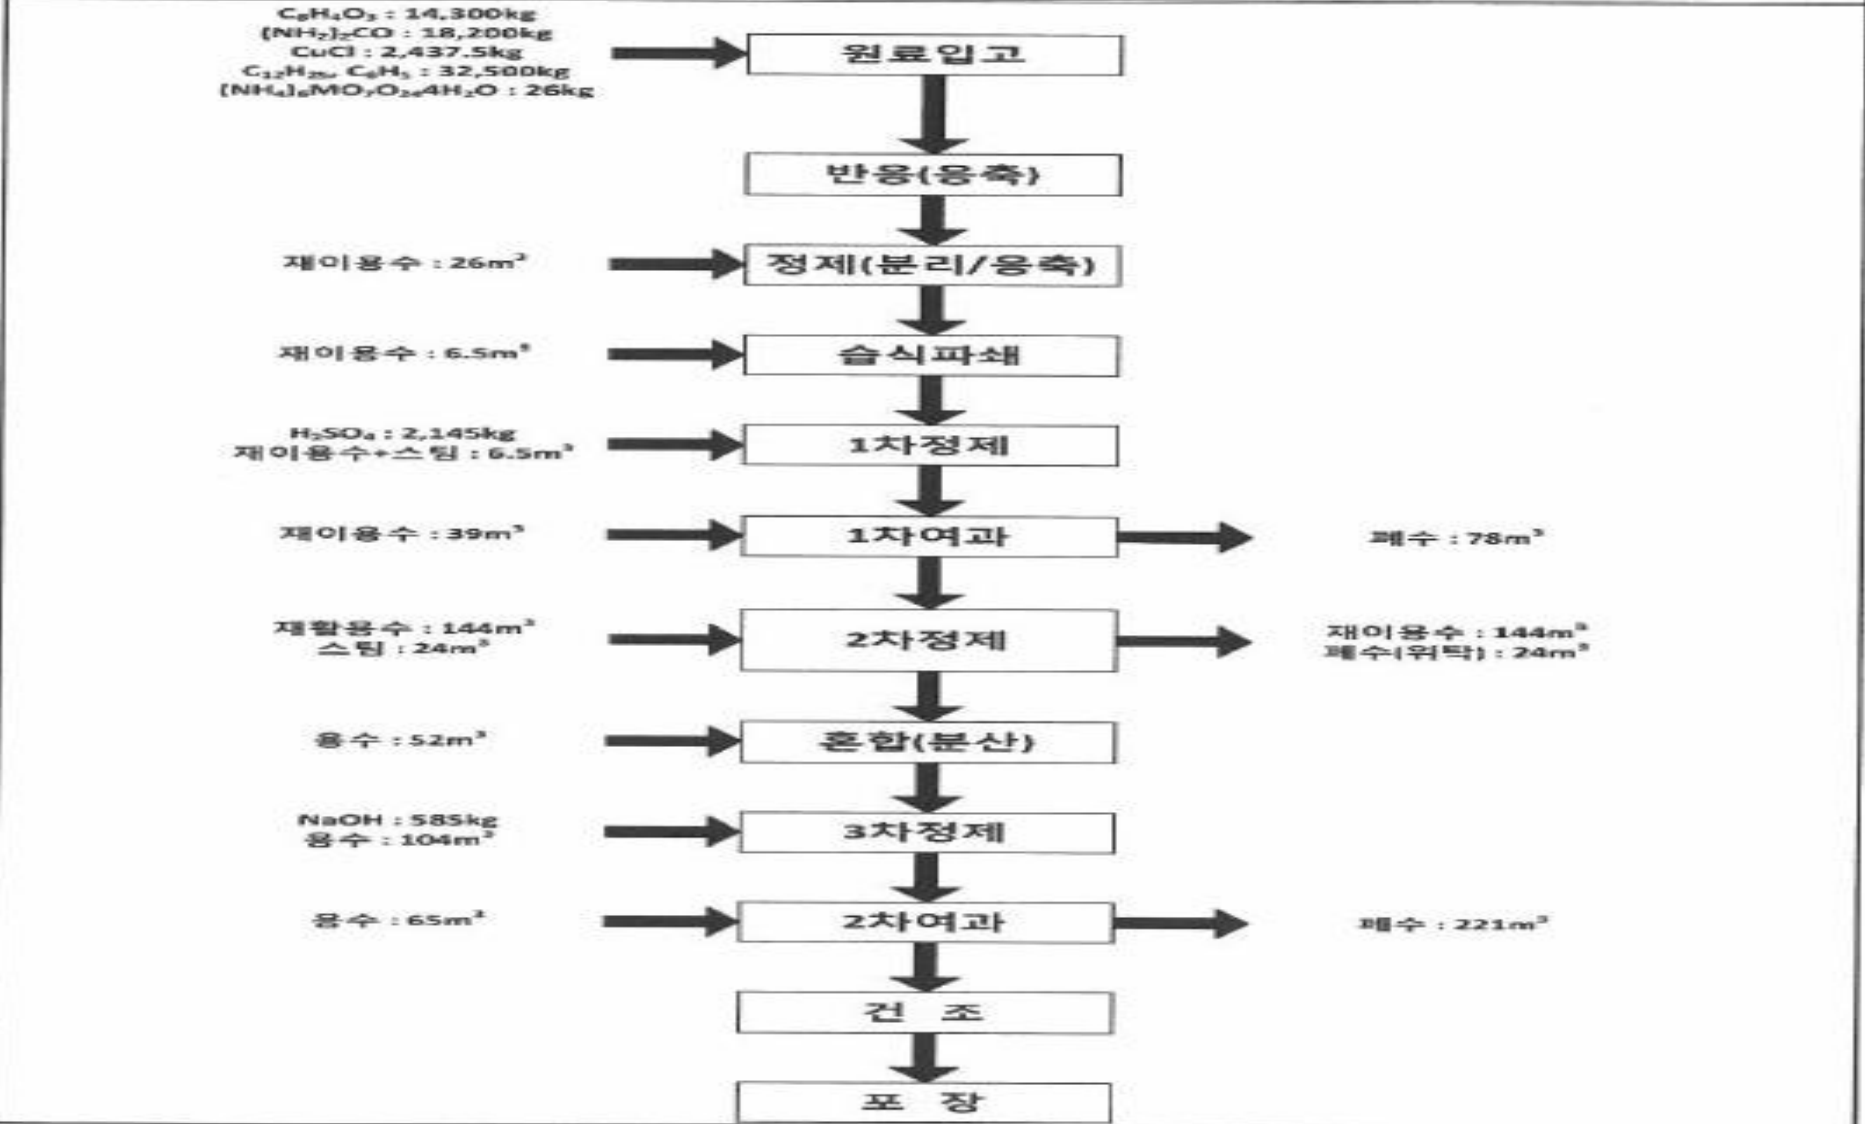 C₈H₄O₃ : 14,300kg
(NH₂)₂CO : 18,200kg
CuCl : 2,437.5kg
C₁₂H₂₅, C₆H₅ : 32,500kg
(NH₄)₆MO₇O₂₄4H₂O : 26kg
원료입고
반응(응축)
재이용수 : 26m³
정제(분리/응축)
재이용수 : 6.5m³
습식파쇄
H₂SO₄ : 2,145kg
재이용수+스팀 : 6.5m³
1차정제
재이용수 : 39m³
1차여과
폐수 : 78m³
재활용수 : 144m³
스팀 : 24m³
2차정제
재이용수 : 144m³
폐수(위탁) : 24m³
용수 : 52m³
혼합(분산)
NaOH : 585kg
용수 : 104m³
3차정제
용수 : 65m³
2차여과
폐수 : 221m³
건 조
포 장